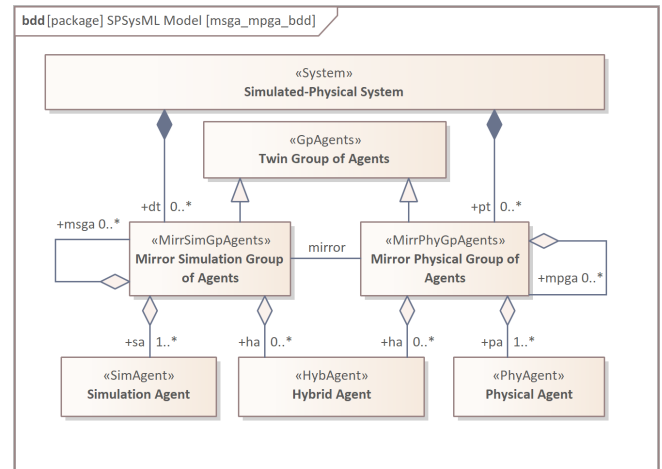 bdd [package] SPSysML Model [msga_mpga_bdd]
«System»
Simulated-Physical System
«GpAgents»
Twin Group of Agents
+dt 0..*
+pt 0..*
+msga 0..*
«MirrSimGpAgents»
Mirror Simulation Group
of Agents
mirror
«MirrPhyGpAgents»
Mirror Physical Group of
Agents
+mpga 0..*
+sa 1..*
+ha 0..*
+ha 0..*
+pa 1..*
«SimAgent»
Simulation Agent
«HybAgent»
Hybrid Agent
«PhyAgent»
Physical Agent